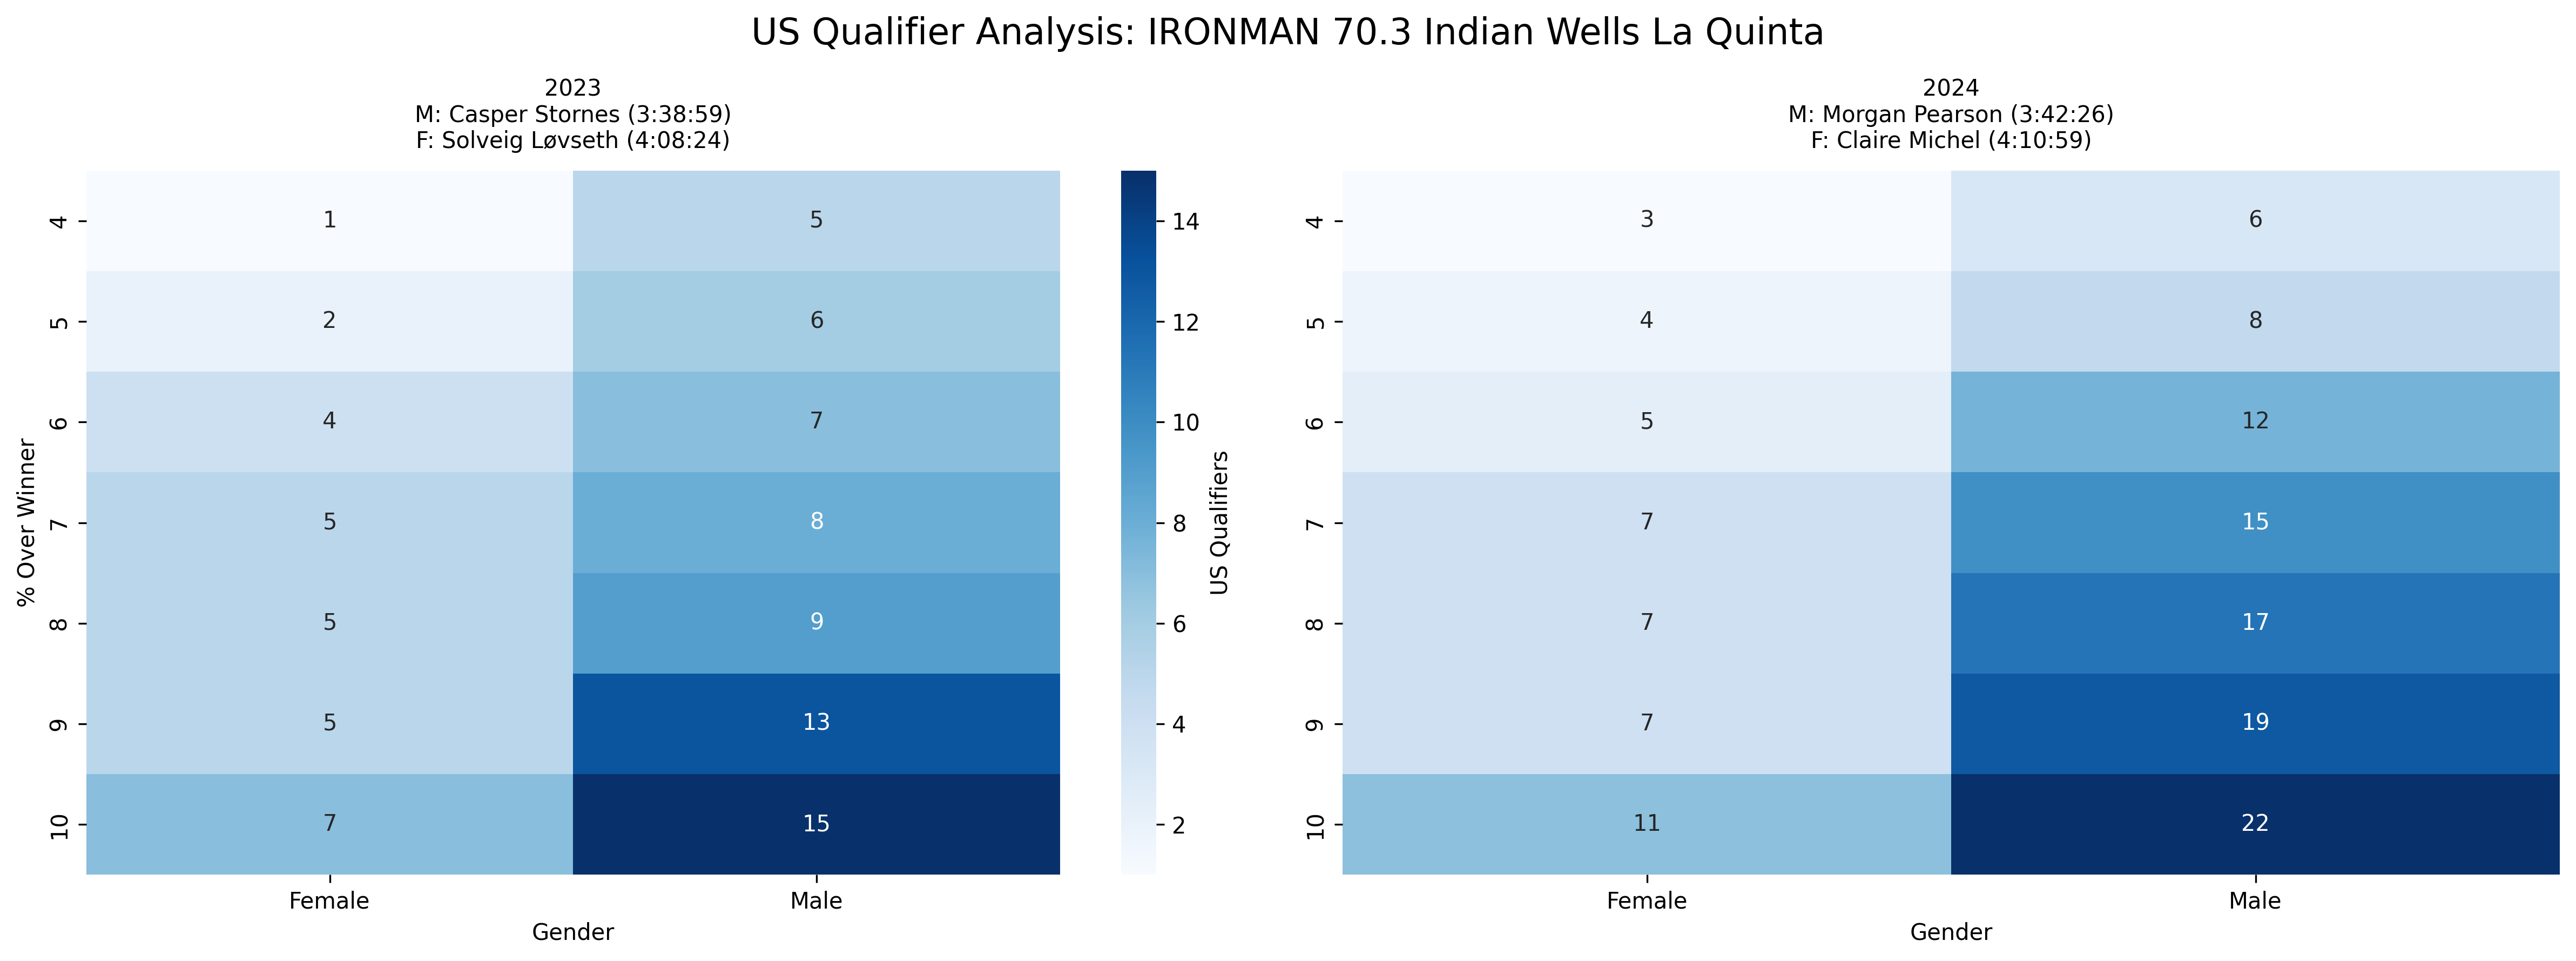 US Qualifier Analysis: IRONMAN 70.3 Indian Wells La Quinta
2023
M: Casper Stornes (3:38:59)
F: Solveig Løvseth (4:08:24)
% Over Winner
4 1 5
5 2 6
6 4 7
7 5 8
8 5 9
9 5 13
10 7 15
Female Male
Gender
14
12
10
8
6
4
2
US Qualifiers
2024
M: Morgan Pearson (3:42:26)
F: Claire Michel (4:10:59)
4 3 6
5 4 8
6 5 12
7 7 15
8 7 17
9 7 19
10 11 22
Female Male
Gender